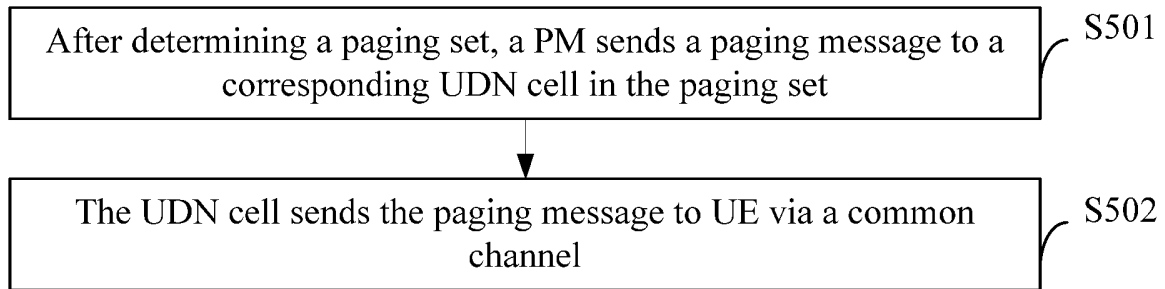 After determining a paging set, a PM sends a paging message to a
corresponding UDN cell in the paging set
S501
The UDN cell sends the paging message to UE via a common
channel
S502